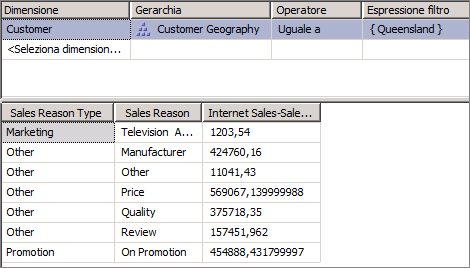 Dimensione Gerarchia Operatore Espressione filtro
Customer Customer Geography Uguale a { Queensland }
<Seleziona dimension...
Sales Reason Type Sales Reason Internet Sales-Sale...
Marketing Television A... 1203,54
Other Manufacturer 424760,16
Other Other 11041,43
Other Price 569067,139999988
Other Quality 375718,35
Other Review 157451,962
Promotion On Promotion 454888,431799997